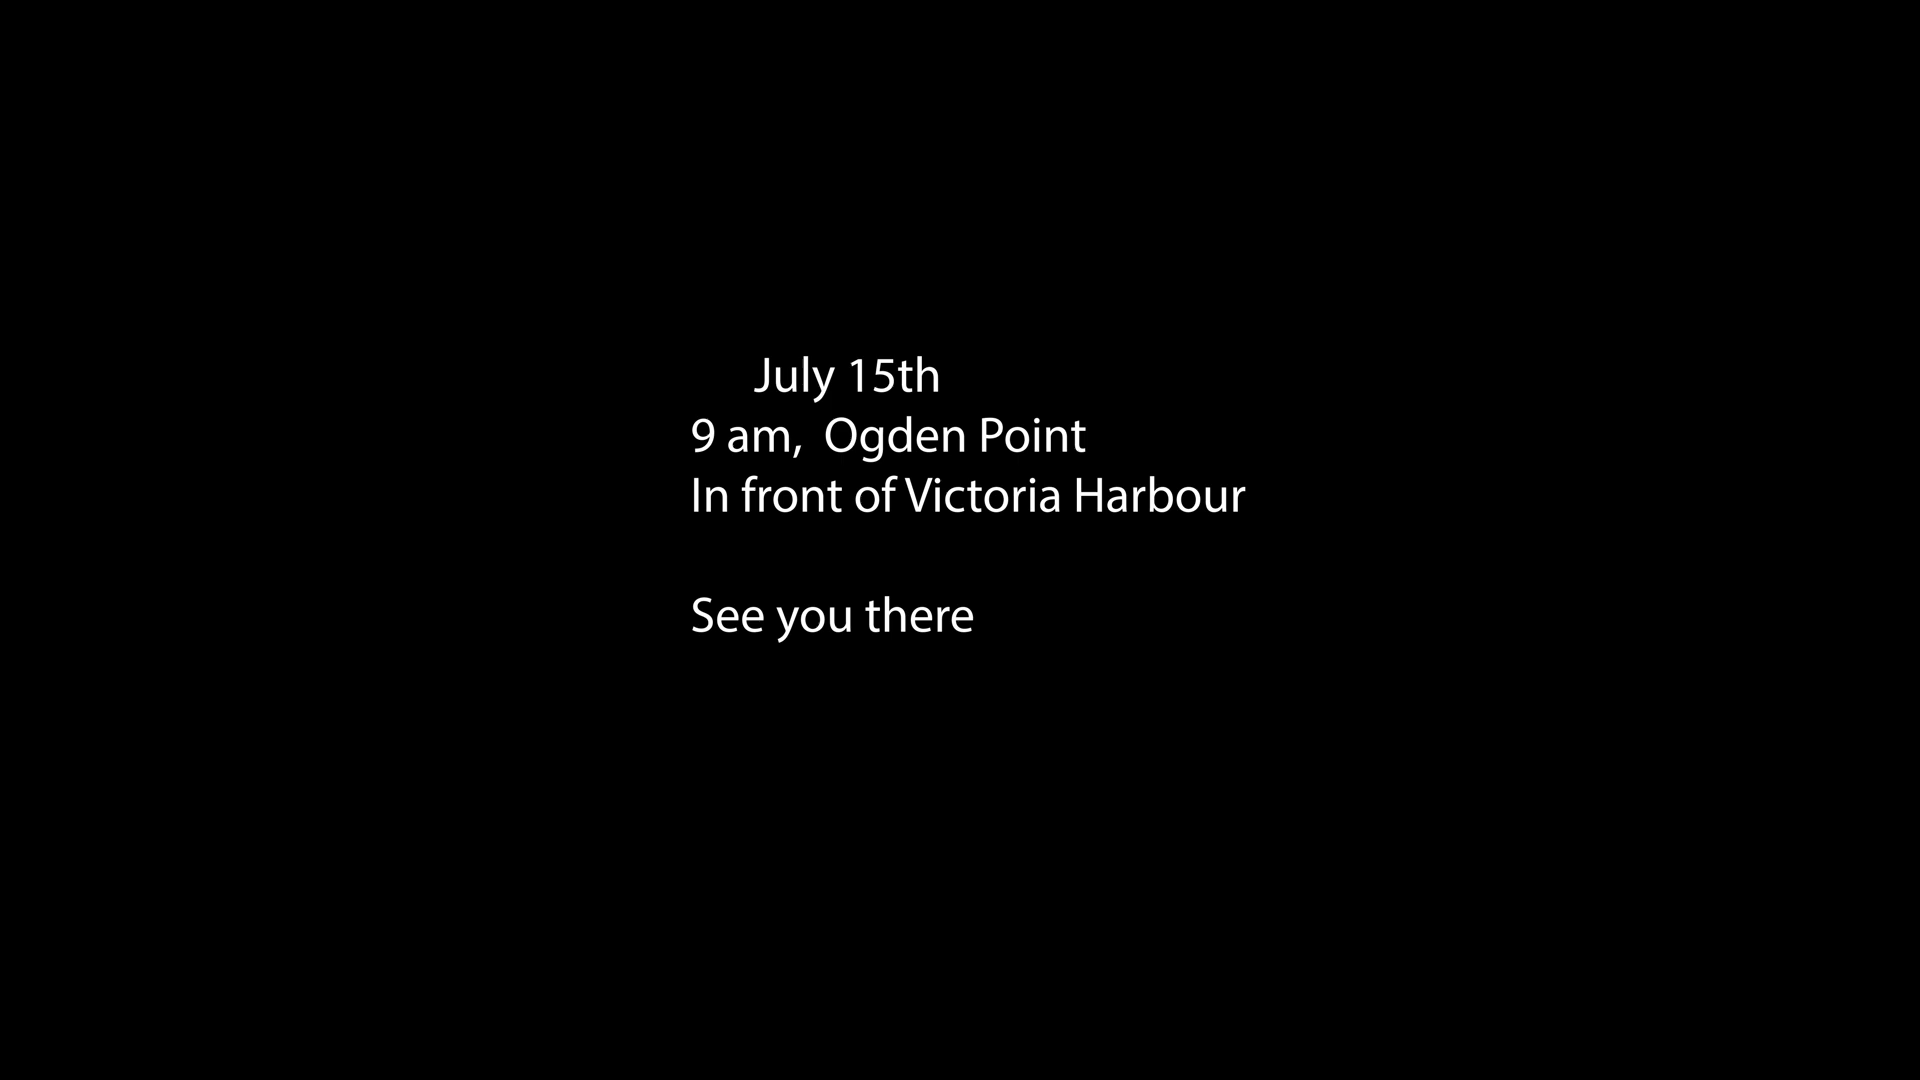 July 15th
9 am,  Ogden Point
In front of Victoria Harbour
See you there